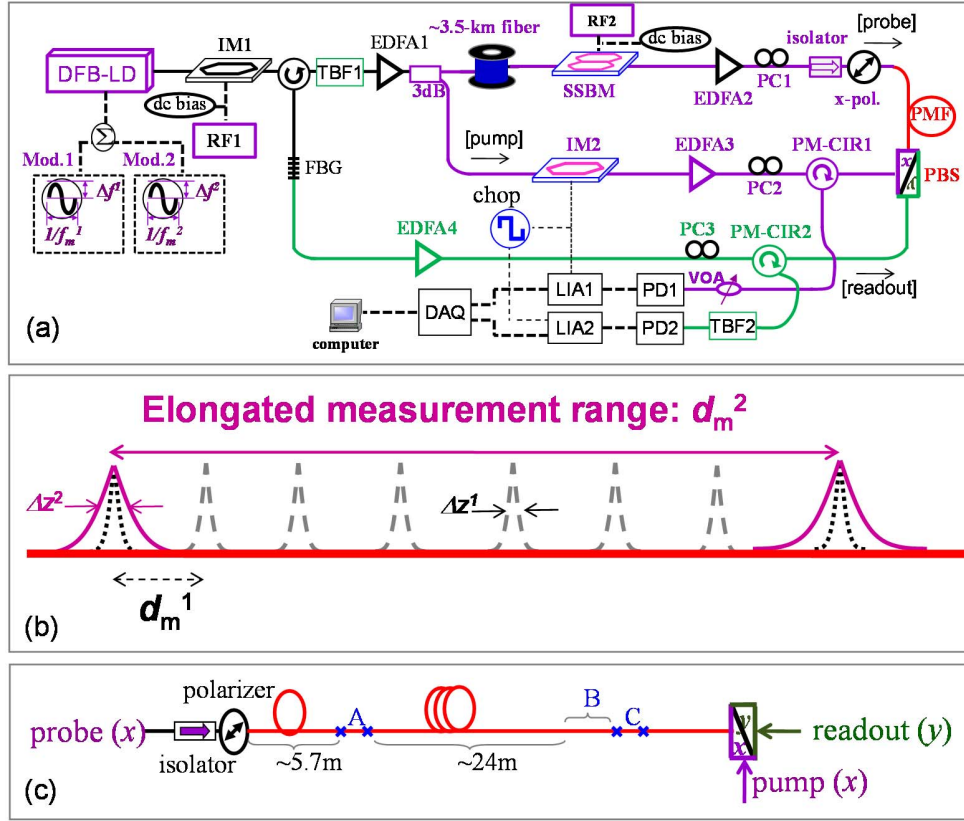 RF2
dc bias
~3.5-km fiber
isolator
[probe]
IM1
EDFA1
DFB-LD
TBF1
3dB
SSBM
EDFA2
PC1
x-pol.
dc bias
RF1
PMF
Σ
[pump]
IM2
EDFA3
PM-CIR1
x
y
PBS
Mod.1
Mod.2
FBG
PC2
Δf¹
Δf²
1/fₘ¹
1/fₘ²
chop
EDFA4
PC3
PM-CIR2
VOA
[readout]
LIA1
PD1
DAQ
LIA2
PD2
TBF2
computer
(a)
Elongated measurement range: dₘ²
Δz²
Δz¹
dₘ¹
(b)
polarizer
probe (x)
A
B
C
y
x
readout (y)
isolator
~5.7m
~24m
pump (x)
(c)